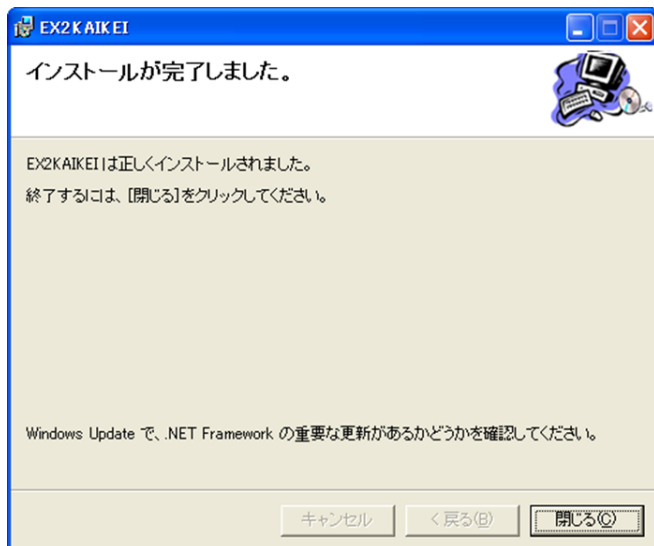 EX2KAIKEI
インストールが完了しました。
EX2KAIKEIは正しくインストールされました。
終了するには、[閉じる]をクリックしてください。
Windows Update で、.NET Framework の重要な更新があるかどうかを確認してください。
キャンセル
< 戻る(B)
閉じる(C)